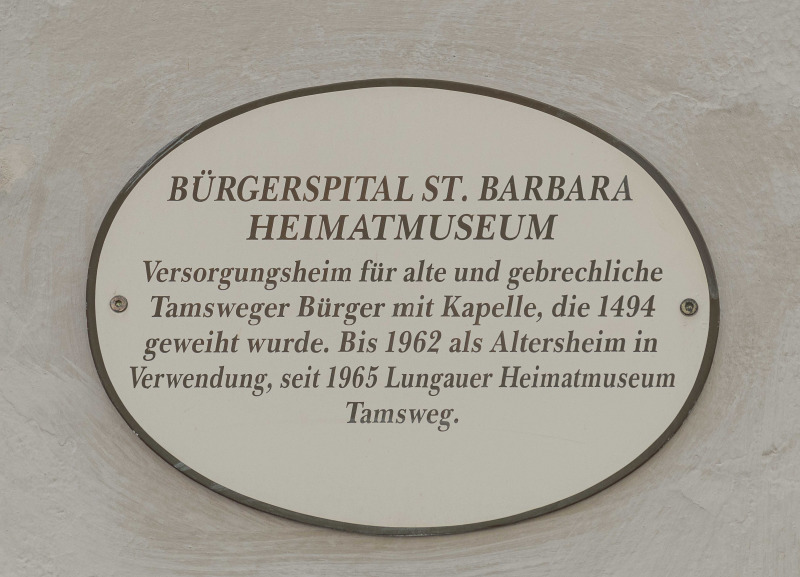 BÜRGERSPITAL ST. BARBARA
HEIMATMUSEUM
Versorgungsheim für alte und gebrechliche
Tamsweger Bürger mit Kapelle, die 1494
geweiht wurde. Bis 1962 als Altersheim in
Verwendung, seit 1965 Lungauer Heimatmuseum
Tamsweg.